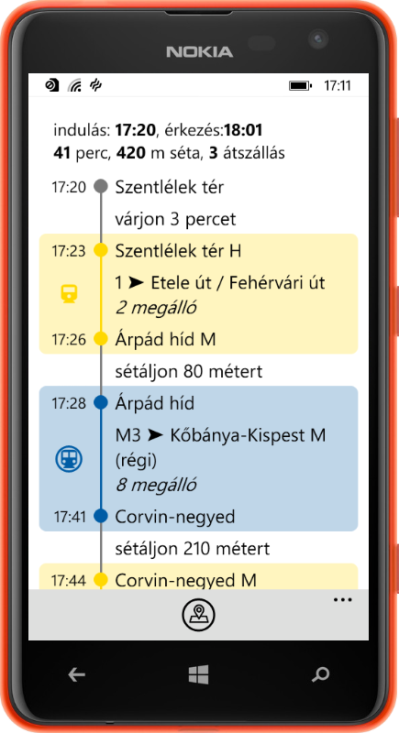 NOKIA
17:11
indulás: 17:20, érkezés:18:01
41 perc, 420 m séta, 3 átszállás
17:20 Szentlélek tér
várjon 3 percet
17:23 Szentlélek tér H
1 ➤ Etele út / Fehérvári út
2 megálló
17:26 Árpád híd M
sétáljon 80 métert
17:28 Árpád híd
M3 ➤ Kőbánya-Kispest M
(régi)
8 megálló
17:41 Corvin-negyed
sétáljon 210 métert
17:44 Corvin-negyed M